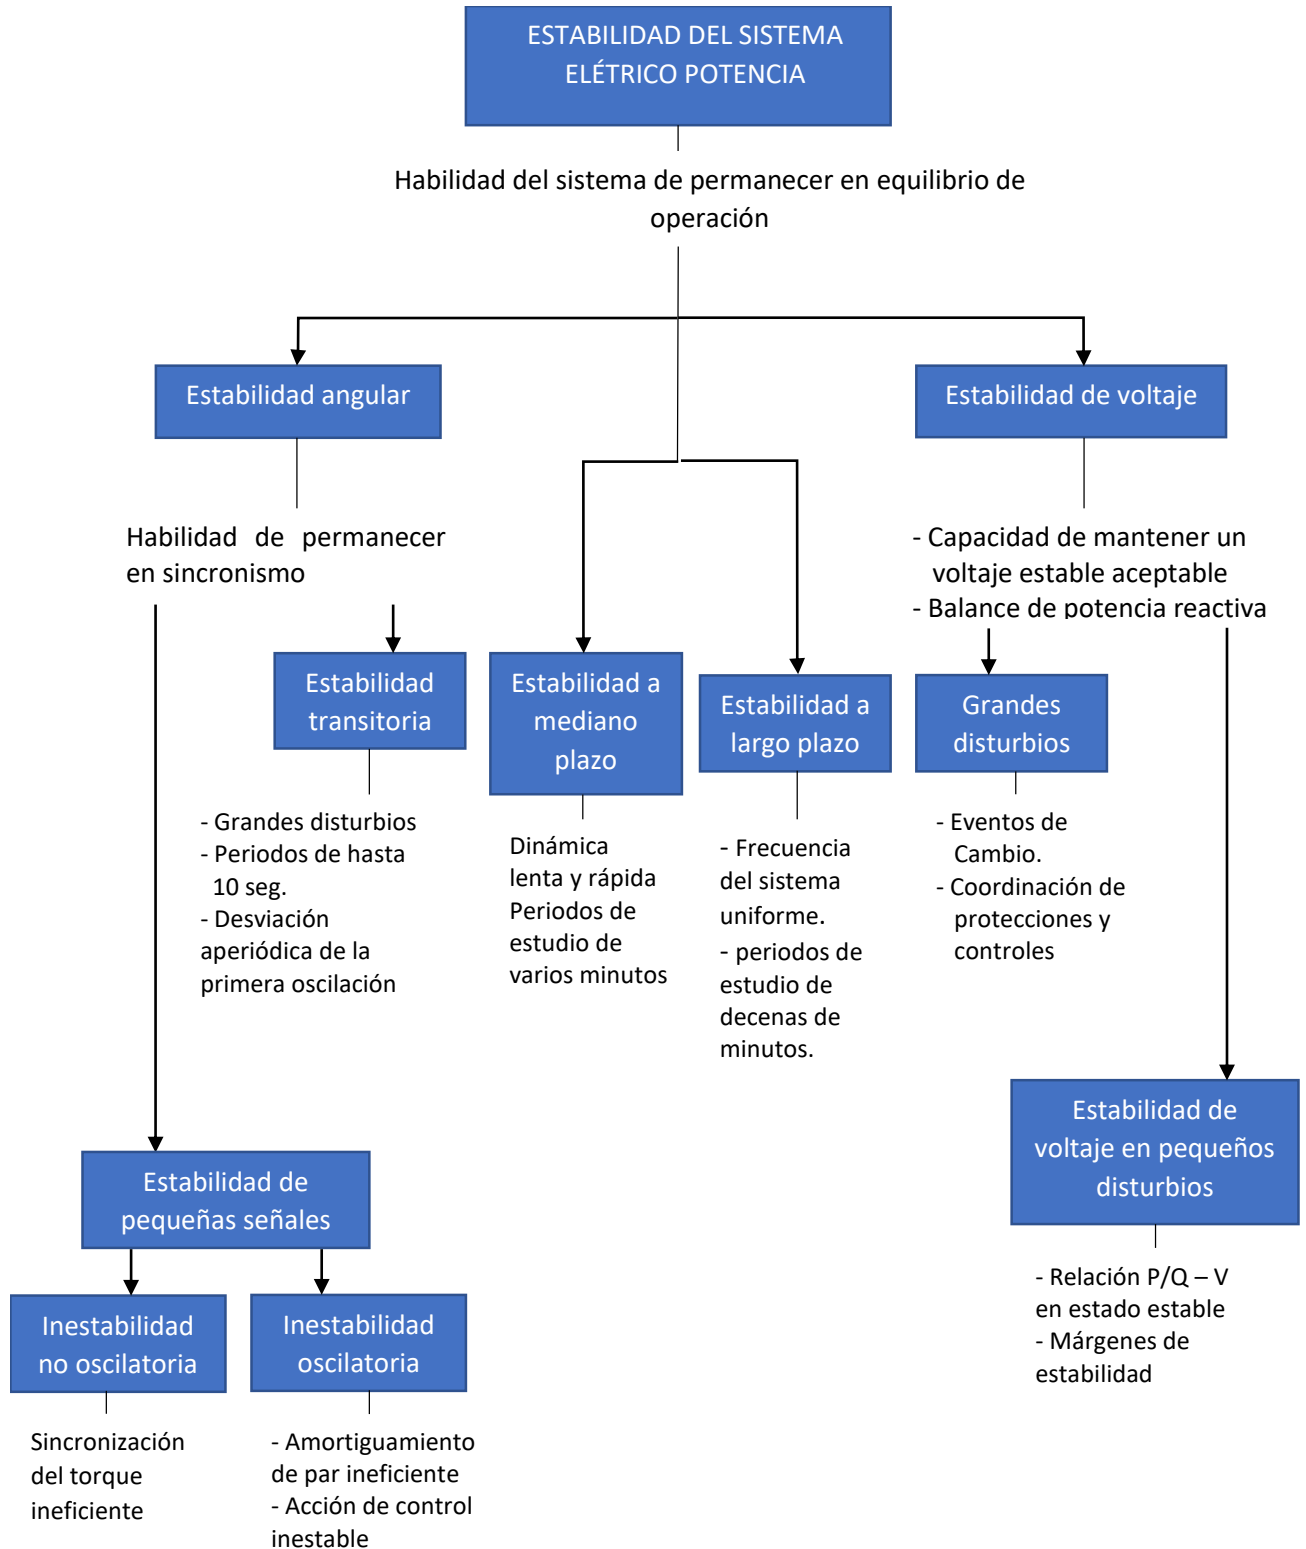 ESTABILIDAD DEL SISTEMA
ELÉTRICO POTENCIA
Habilidad del sistema de permanecer en equilibrio de
operación
Estabilidad angular
Estabilidad de voltaje
Habilidad de permanecer
en sincronismo
- Capacidad de mantener un
voltaje estable aceptable
- Balance de potencia reactiva
Estabilidad
transitoria
Estabilidad a
mediano
plazo
Estabilidad a
largo plazo
Grandes
disturbios
- Grandes disturbios
- Periodos de hasta
10 seg.
- Desviación
aperiódica de la
primera oscilación
Dinámica
lenta y rápida
Periodos de
estudio de
varios minutos
- Frecuencia
del sistema
uniforme.
- periodos de
estudio de
decenas de
minutos.
- Eventos de
Cambio.
- Coordinación de
protecciones y
controles
Estabilidad de
voltaje en pequeños
disturbios
Estabilidad de
pequeñas señales
- Relación P/Q – V
en estado estable
- Márgenes de
estabilidad
Inestabilidad
no oscilatoria
Inestabilidad
oscilatoria
Sincronización
del torque
ineficiente
- Amortiguamiento
de par ineficiente
- Acción de control
inestable